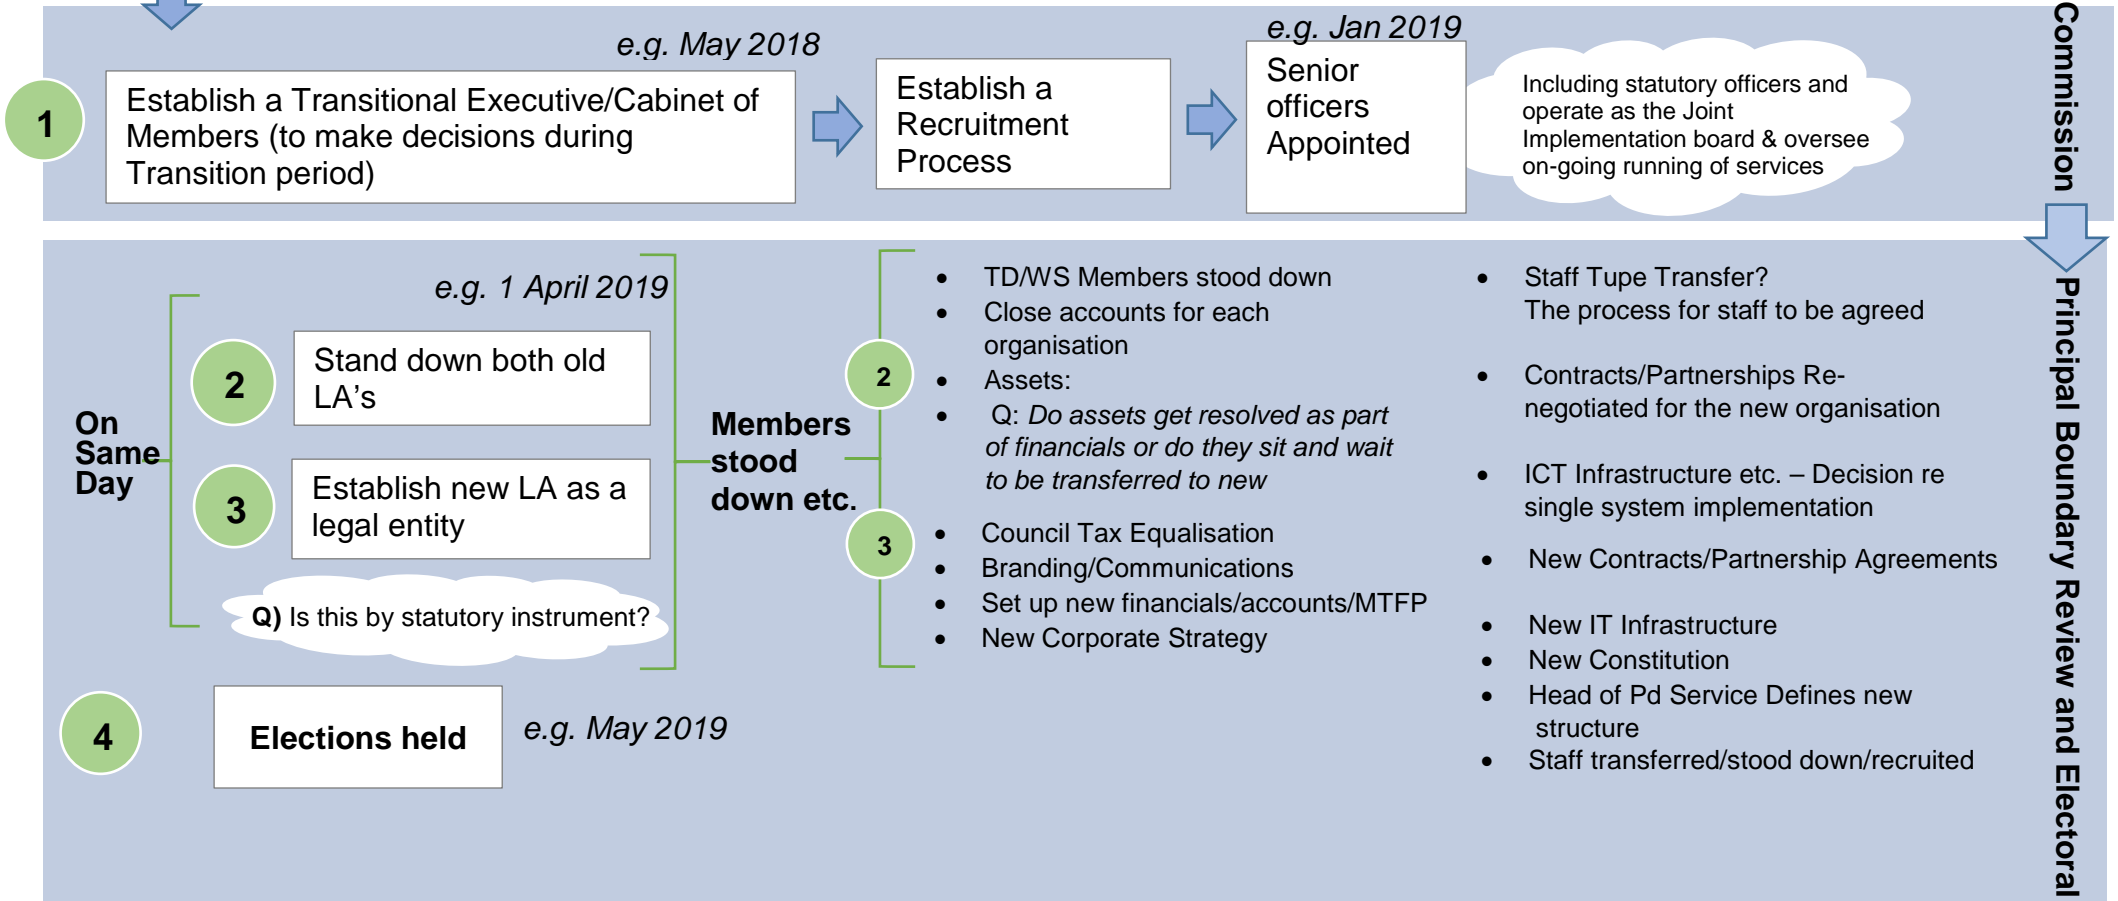 e.g. May 2018
1
Establish a Transitional Executive/Cabinet of
Members (to make decisions during
Transition period)
Establish a
Recruitment
Process
e.g. Jan 2019
Senior
officers
Appointed
Including statutory officers and
operate as the Joint
Implementation board & oversee
on-going running of services
Commission
On
Same
Day
e.g. 1 April 2019
2
Stand down both old
LA’s
3
Establish new LA as a
legal entity
Q) Is this by statutory instrument?
Members
stood
down etc.
2
• TD/WS Members stood down
• Close accounts for each
organisation
• Assets:
• Q: Do assets get resolved as part
of financials or do they sit and wait
to be transferred to new
3
• Council Tax Equalisation
• Branding/Communications
• Set up new financials/accounts/MTFP
• New Corporate Strategy
• Staff Tupe Transfer?
The process for staff to be agreed
• Contracts/Partnerships Re-
negotiated for the new organisation
• ICT Infrastructure etc. – Decision re
single system implementation
• New Contracts/Partnership Agreements
• New IT Infrastructure
• New Constitution
• Head of Pd Service Defines new
structure
• Staff transferred/stood down/recruited
Principal Boundary Review and Electoral
4
Elections held
e.g. May 2019